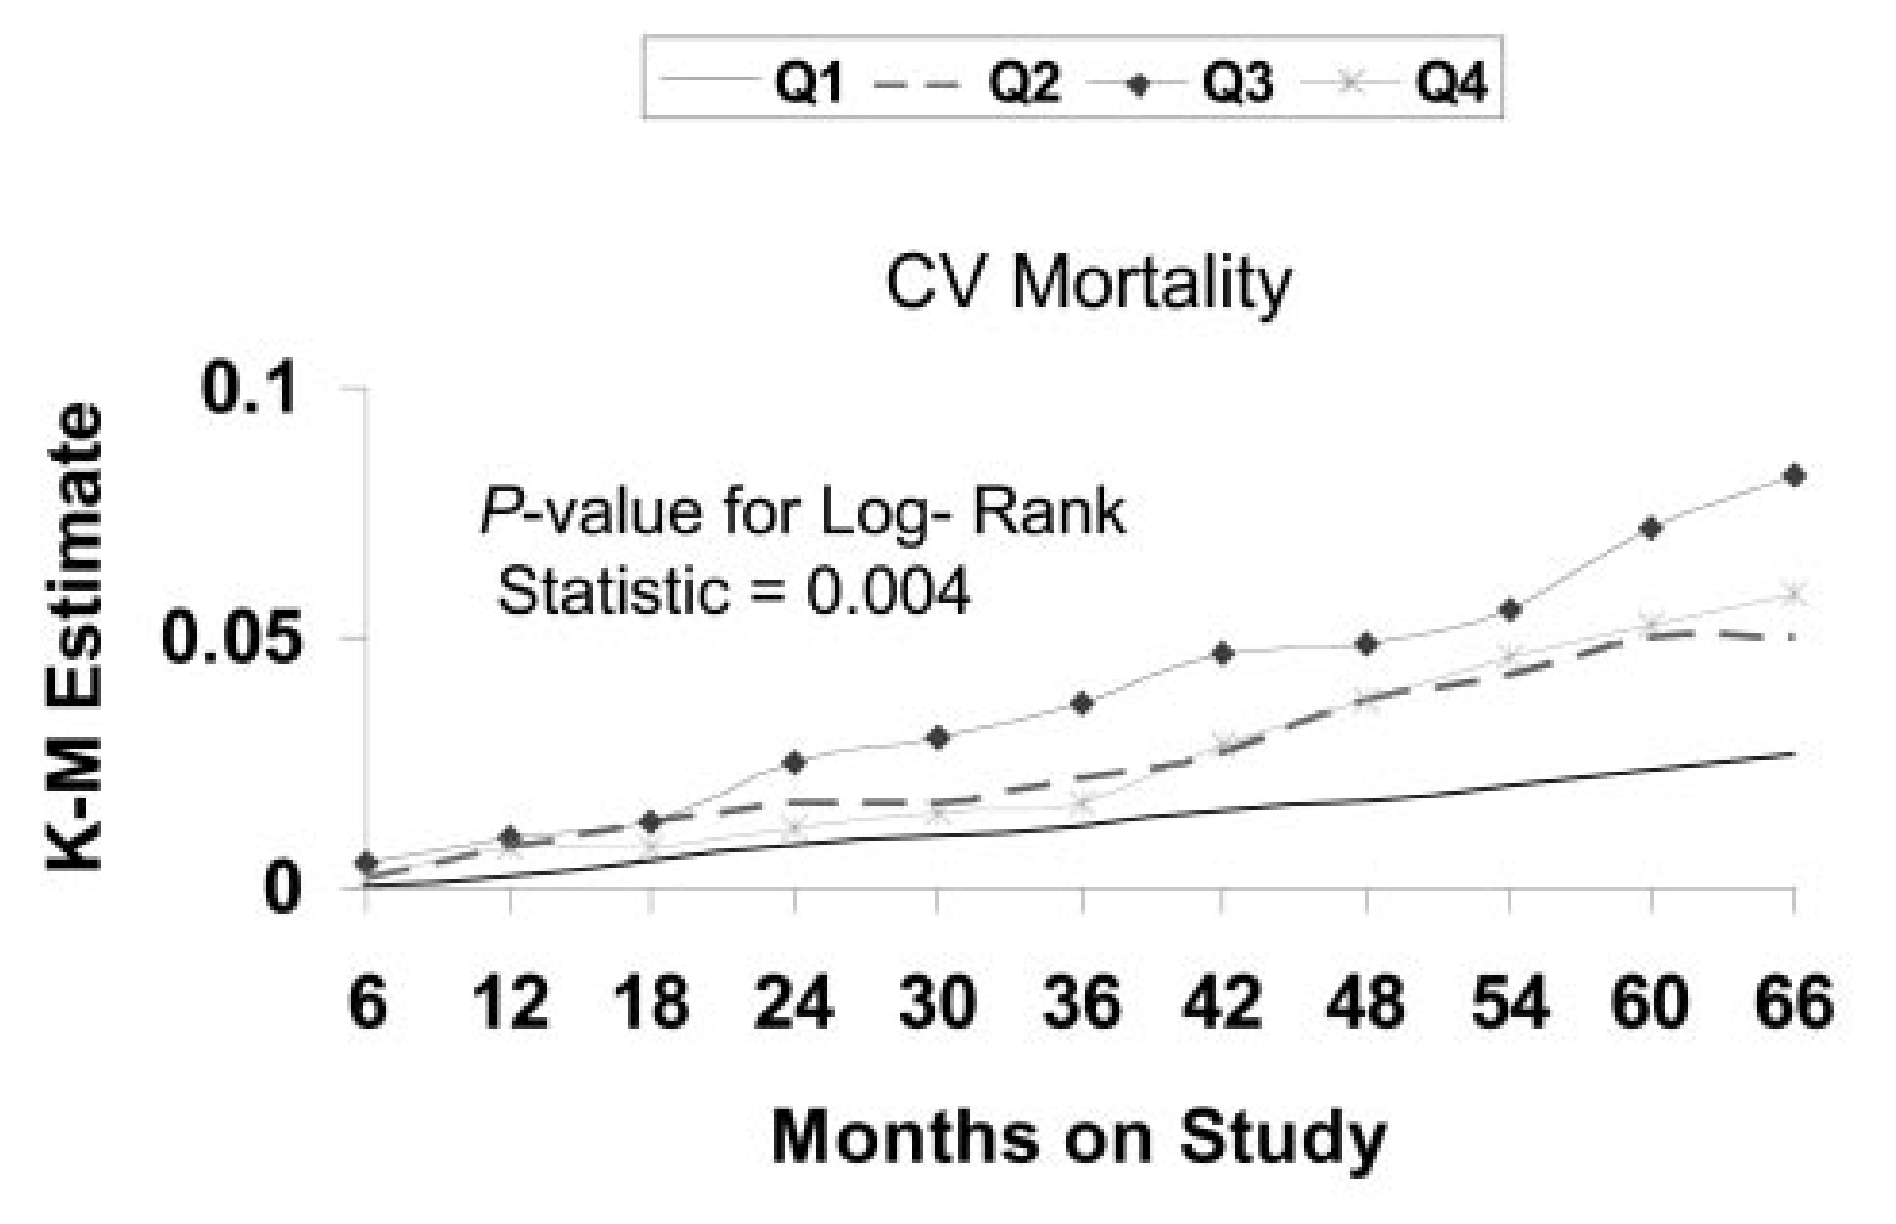 Q1 Q2 Q3 Q4
CV Mortality
0.1
0.05
0
K-M Estimate
P-value for Log- Rank
Statistic = 0.004
6 12 18 24 30 36 42 48 54 60 66
Months on Study